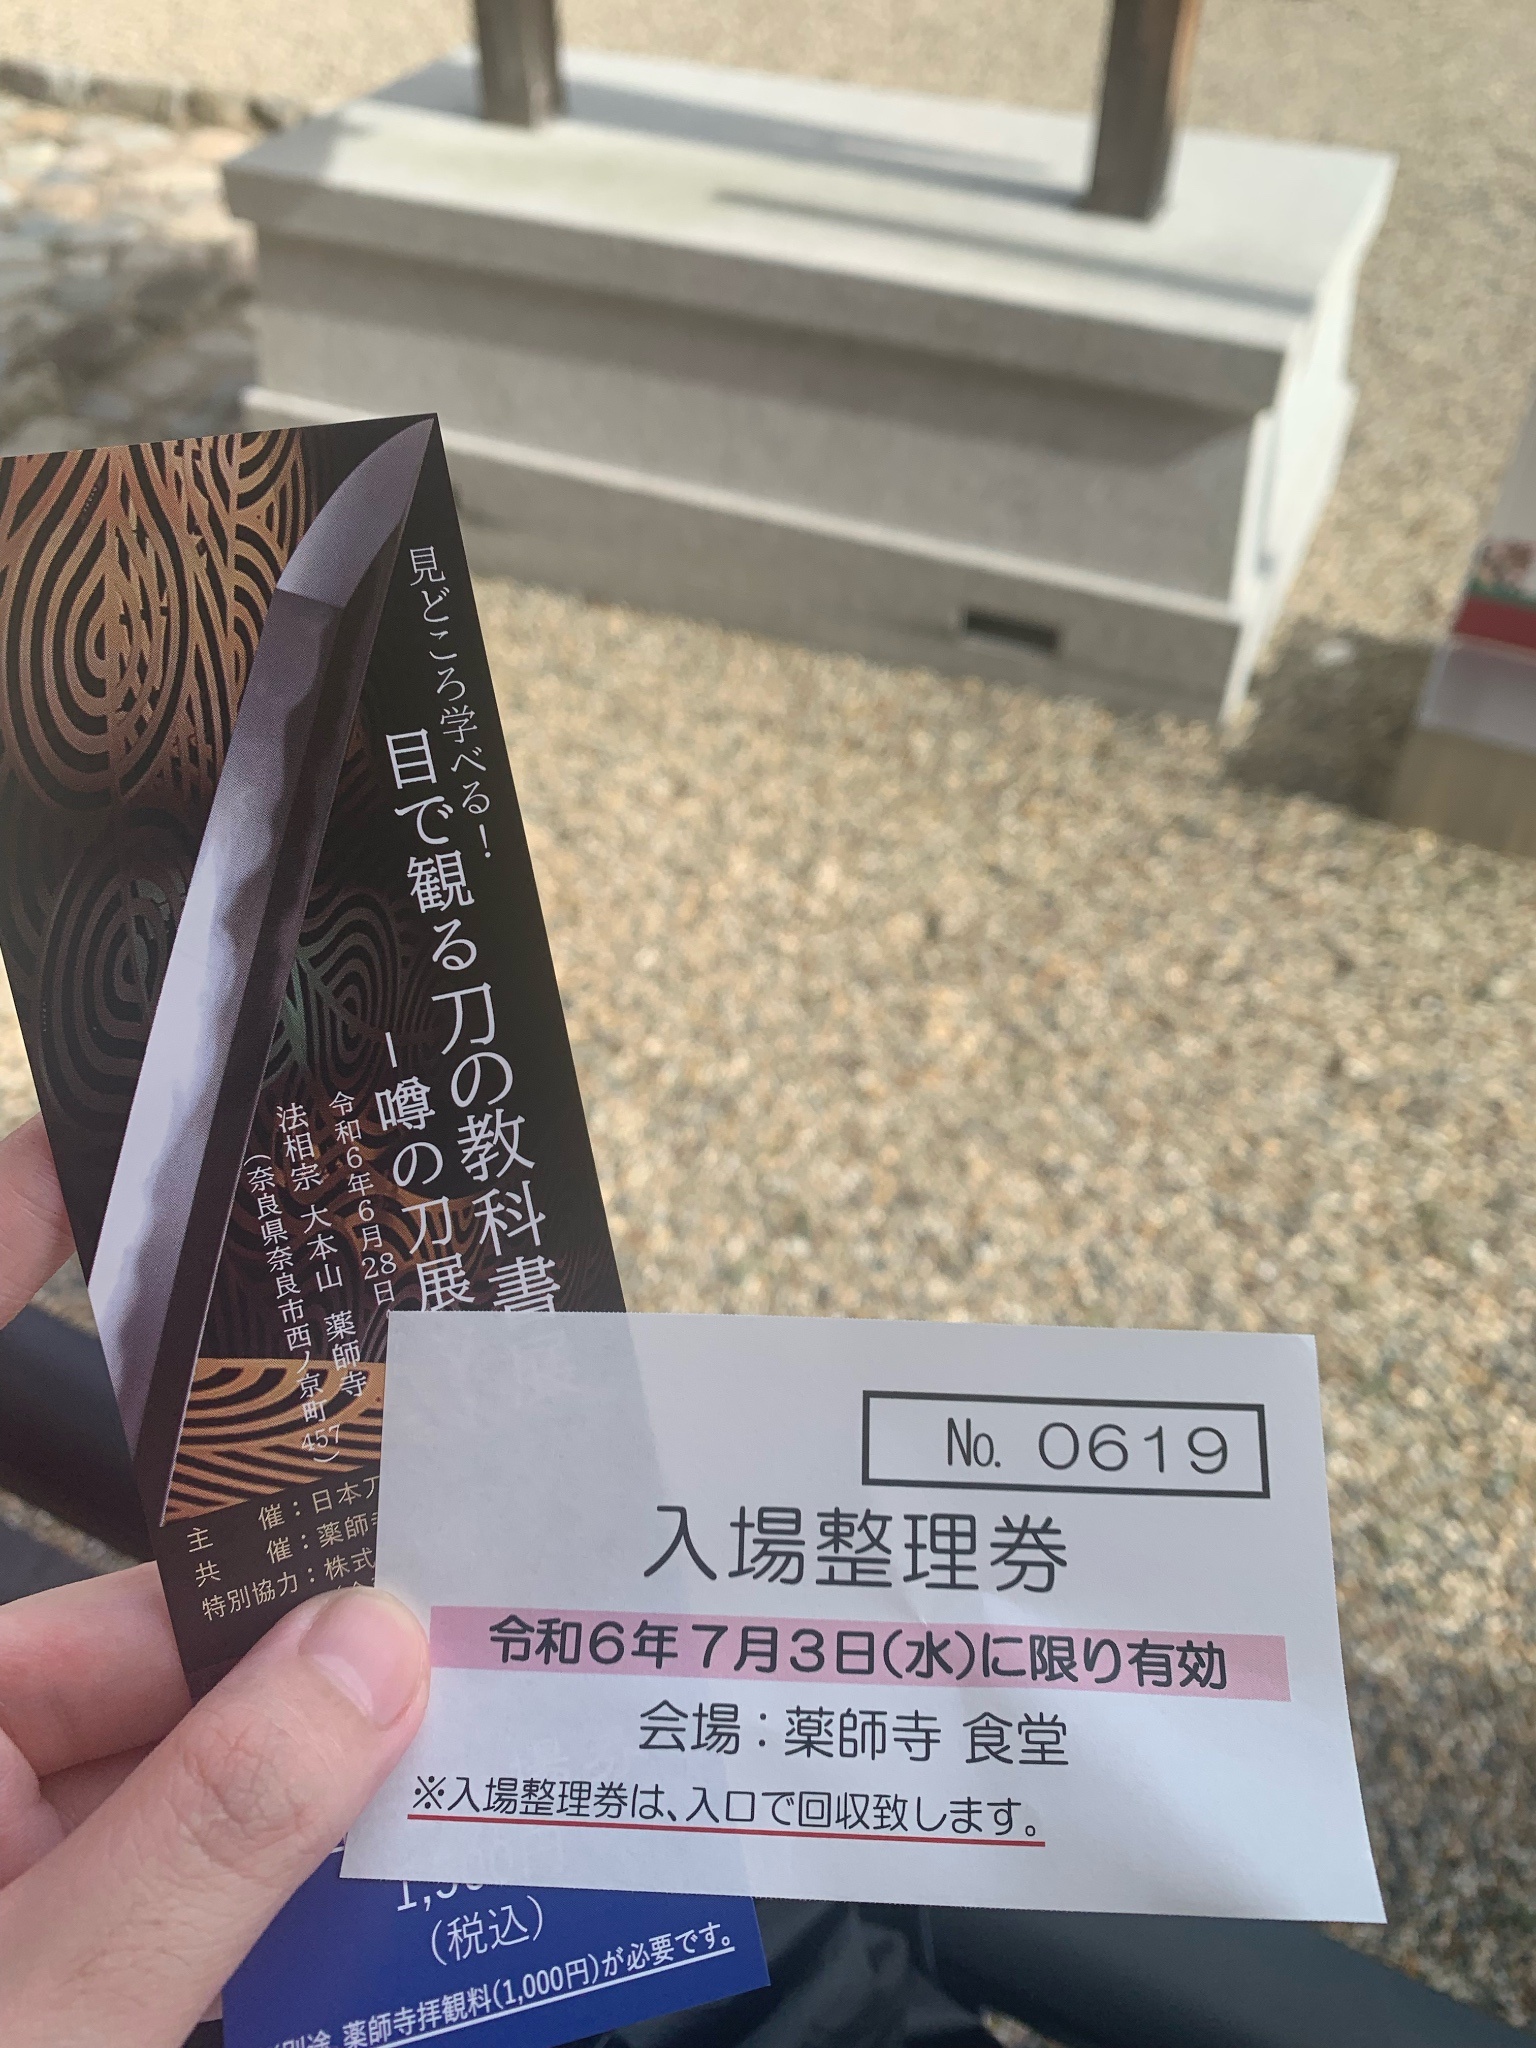 見どころ学べる！
目で観る刀の教科書
－噂の刀展
令和6年6月28日
法相宗 大本山 薬師寺
（奈良県奈良市西ノ京町457）
主 催：日本刀
共 催：薬師寺
特別協力：株式
(税込)
薬師寺拝観料(1,000円)が必要です。
№ 0619
入場整理券
令和6年7月3日(水)に限り有効
会場：薬師寺 食堂
※入場整理券は、入口で回収致します。